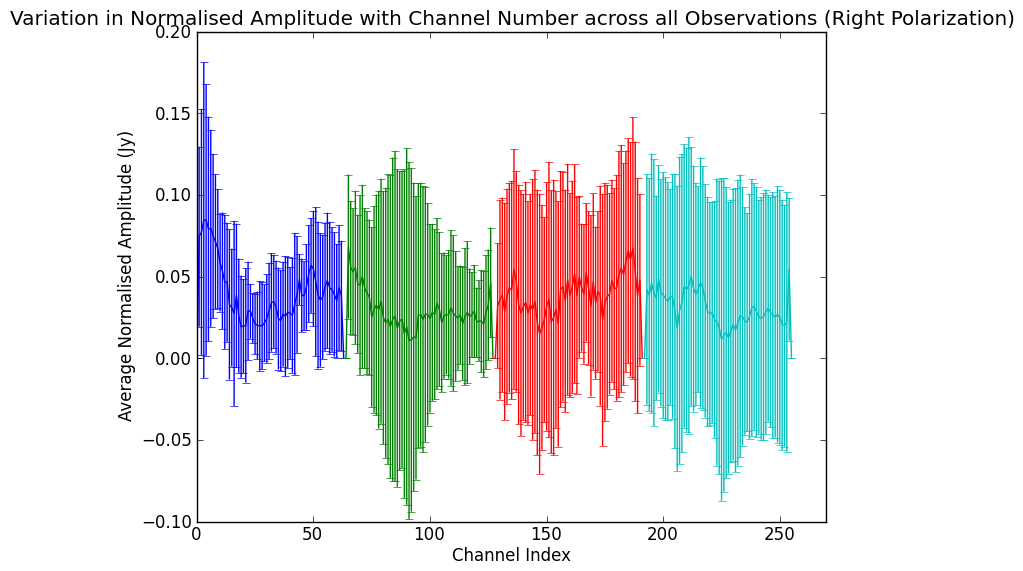 Variation in Normalised Amplitude with Channel Number across all Observations (Right Polarization)
0.20
0.15
0.10
0.05
0.00
−0.05
−0.10
Average Normalised Amplitude (Jy)
0 50 100 150 200 250
Channel Index